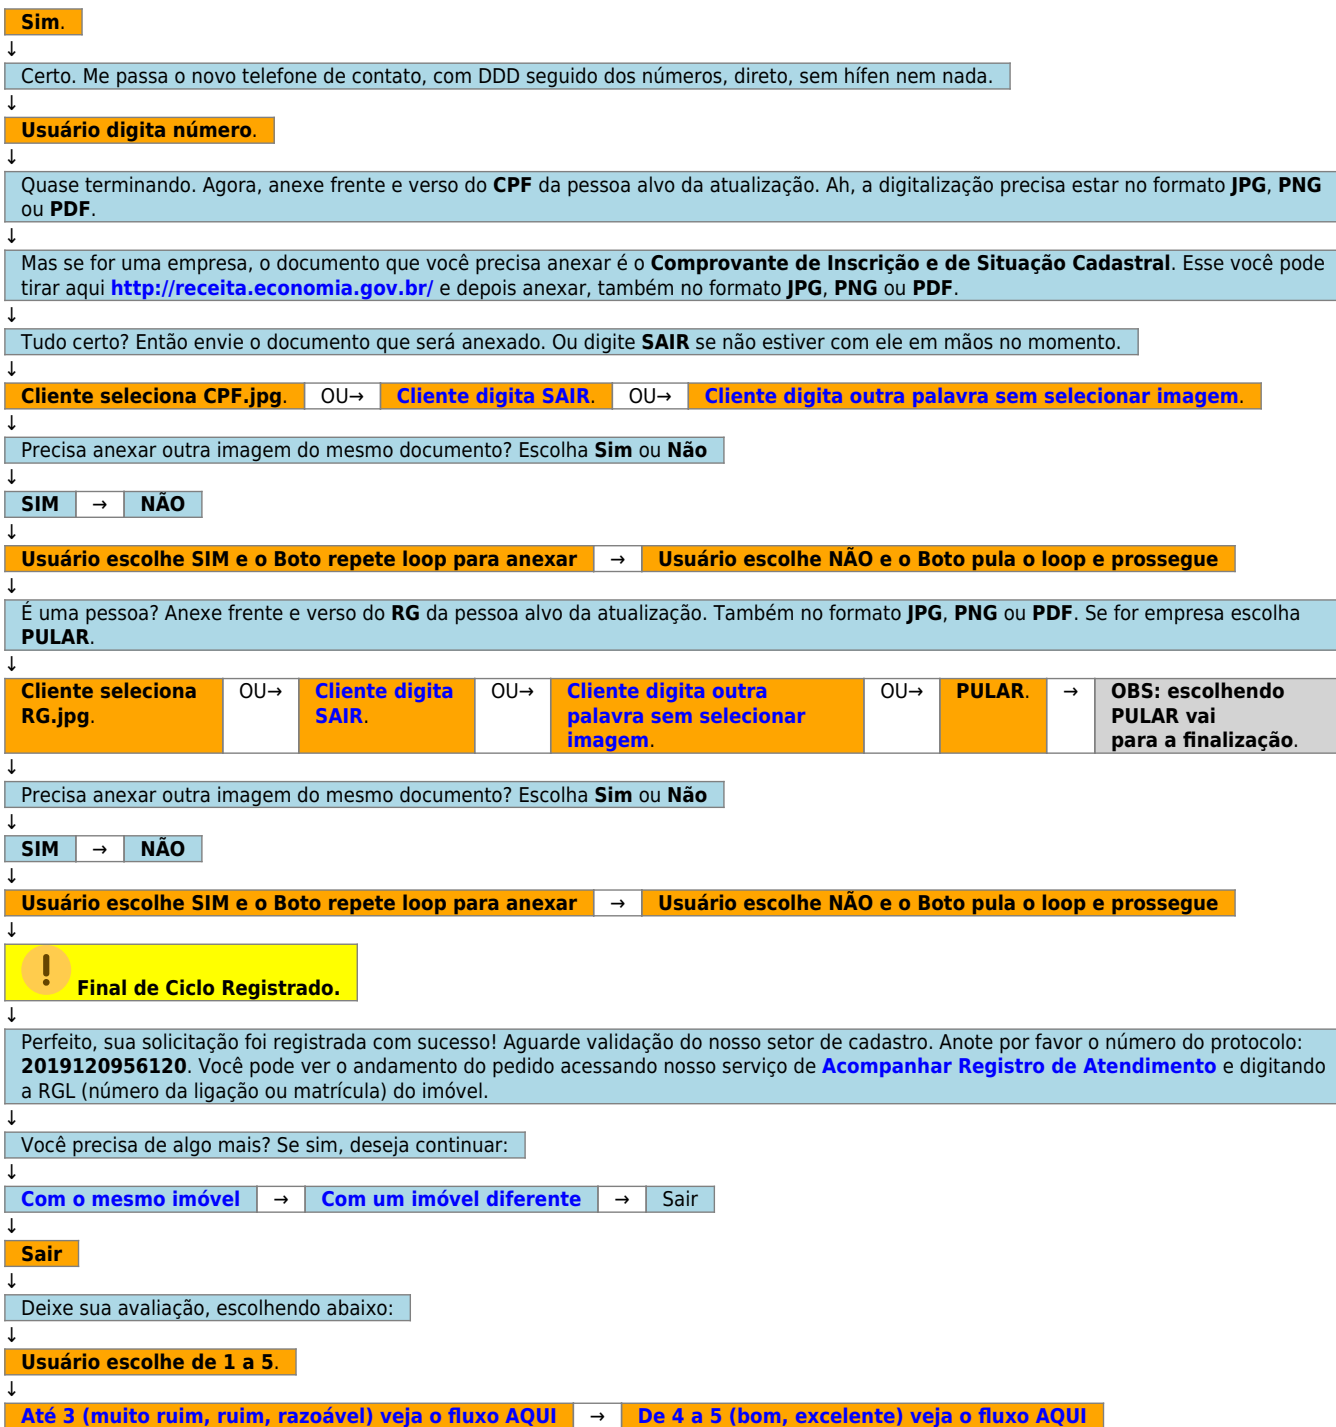 Sim.
↓
Certo. Me passa o novo telefone de contato, com DDD seguido dos números, direto, sem hífen nem nada.
↓
Usuário digita número.
↓
Quase terminando. Agora, anexe frente e verso do CPF da pessoa alvo da atualização. Ah, a digitalização precisa estar no formato JPG, PNG
ou PDF.
↓
Mas se for uma empresa, o documento que você precisa anexar é o Comprovante de Inscrição e de Situação Cadastral. Esse você pode
tirar aqui http://receita.economia.gov.br/ e depois anexar, também no formato JPG, PNG ou PDF.
↓
Tudo certo? Então envie o documento que será anexado. Ou digite SAIR se não estiver com ele em mãos no momento.
↓
Cliente seleciona CPF.jpg. OU→ Cliente digita SAIR. OU→ Cliente digita outra palavra sem selecionar imagem.
↓
Precisa anexar outra imagem do mesmo documento? Escolha Sim ou Não
↓
SIM → NÃO
↓
Usuário escolhe SIM e o Boto repete loop para anexar → Usuário escolhe NÃO e o Boto pula o loop e prossegue
↓
É uma pessoa? Anexe frente e verso do RG da pessoa alvo da atualização. Também no formato JPG, PNG ou PDF. Se for empresa escolha
PULAR.
↓
Cliente seleciona
RG.jpg.
OU→
Cliente digita
SAIR.
OU→
Cliente digita outra
palavra sem selecionar
imagem.
OU→
PULAR.
→
OBS: escolhendo
PULAR vai
para a finalização.
↓
Precisa anexar outra imagem do mesmo documento? Escolha Sim ou Não
↓
SIM → NÃO
↓
Usuário escolhe SIM e o Boto repete loop para anexar → Usuário escolhe NÃO e o Boto pula o loop e prossegue
↓
! Final de Ciclo Registrado.
↓
Perfeito, sua solicitação foi registrada com sucesso! Aguarde validação do nosso setor de cadastro. Anote por favor o número do protocolo:
2019120956120. Você pode ver o andamento do pedido acessando nosso serviço de Acompanhar Registro de Atendimento e digitando
a RGL (número da ligação ou matrícula) do imóvel.
↓
Você precisa de algo mais? Se sim, deseja continuar:
↓
Com o mesmo imóvel → Com um imóvel diferente → Sair
↓
Sair
↓
Deixe sua avaliação, escolhendo abaixo:
↓
Usuário escolhe de 1 a 5.
↓
Até 3 (muito ruim, ruim, razoável) veja o fluxo AQUI → De 4 a 5 (bom, excelente) veja o fluxo AQUI